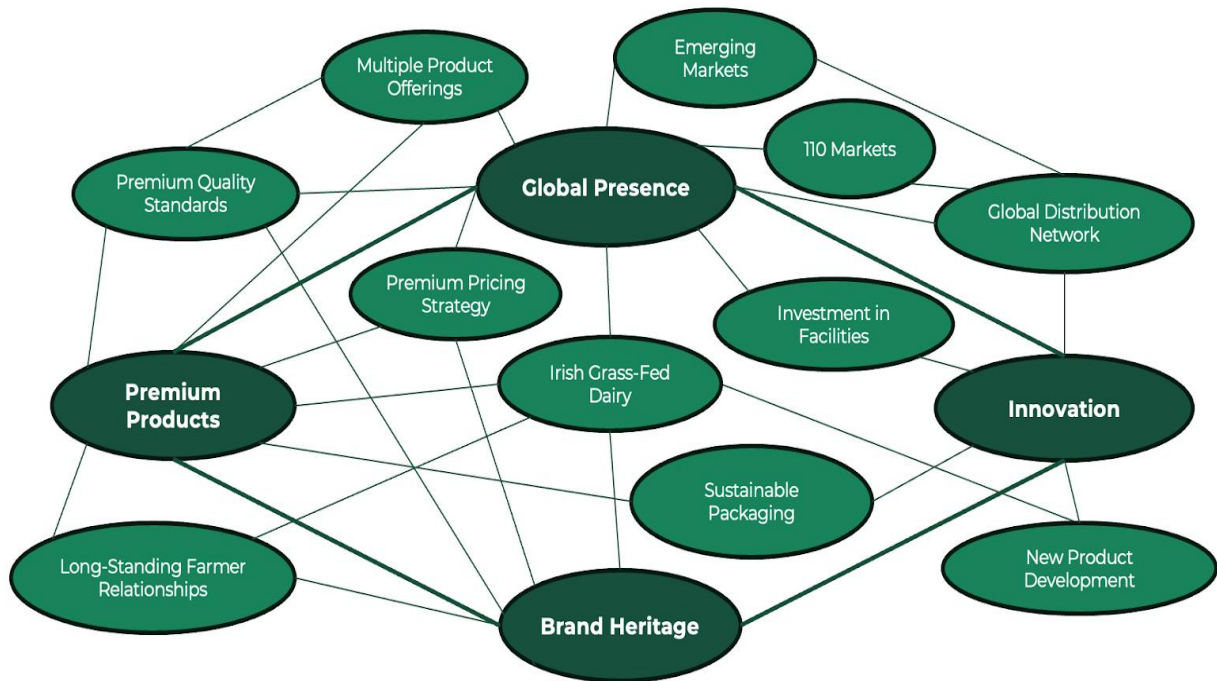 Emerging
Markets
Multiple Product
Offerings
110 Markets
Global Presence
Premium Quality
Standards
Global Distribution
Network
Premium Pricing
Strategy
Investment in
Facilities
Irish Grass-Fed
Dairy
Premium
Products
Innovation
Sustainable
Packaging
Long-Standing Farmer
Relationships
New Product
Development
Brand Heritage